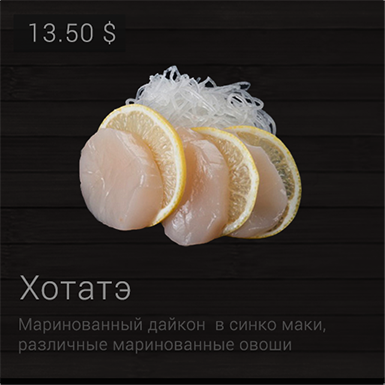 13.50 $
Хотатэ
Маринованный дайкон в синко маки,
различные маринованные овоши